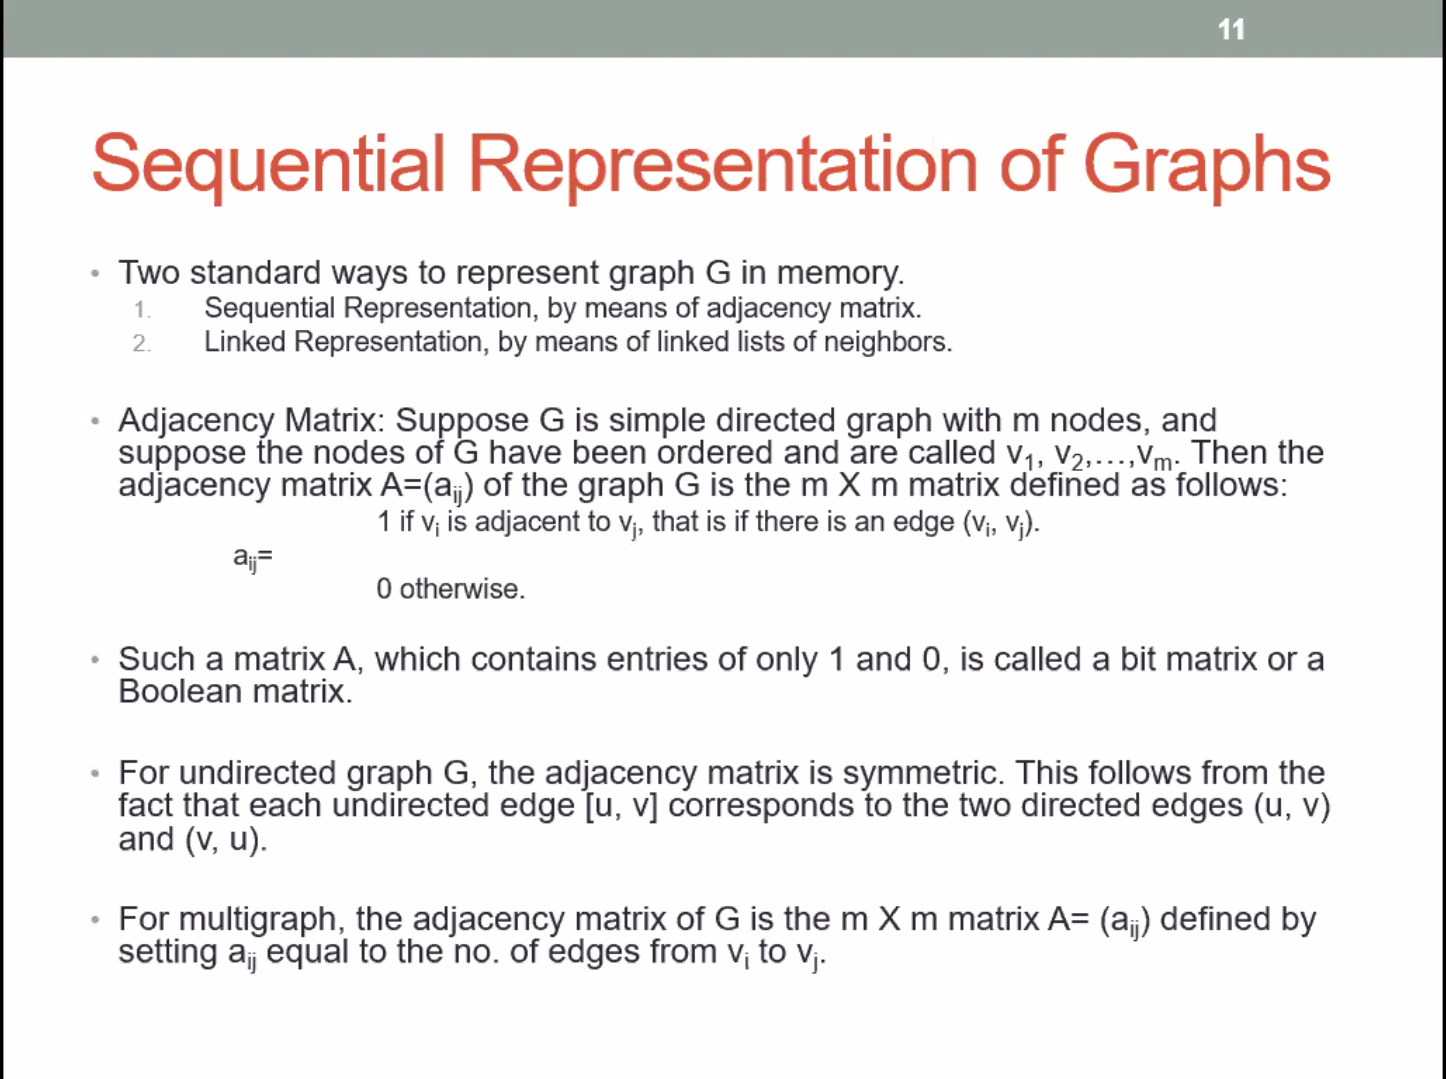 11
Sequential Representation of Graphs
• Two standard ways to represent graph G in memory.
1. Sequential Representation, by means of adjacency matrix.
2. Linked Representation, by means of linked lists of neighbors.
• Adjacency Matrix: Suppose G is simple directed graph with m nodes, and
suppose the nodes of G have been ordered and are called v₁, v₂,...,vₘ. Then the
adjacency matrix A=(aᵢⱼ) of the graph G is the m X m matrix defined as follows:
1 if vᵢ is adjacent to vⱼ, that is if there is an edge (vᵢ, vⱼ).
aᵢⱼ=
0 otherwise.
• Such a matrix A, which contains entries of only 1 and 0, is called a bit matrix or a
Boolean matrix.
• For undirected graph G, the adjacency matrix is symmetric. This follows from the
fact that each undirected edge [u, v] corresponds to the two directed edges (u, v)
and (v, u).
• For multigraph, the adjacency matrix of G is the m X m matrix A= (aᵢⱼ) defined by
setting aᵢⱼ equal to the no. of edges from vᵢ to vⱼ.